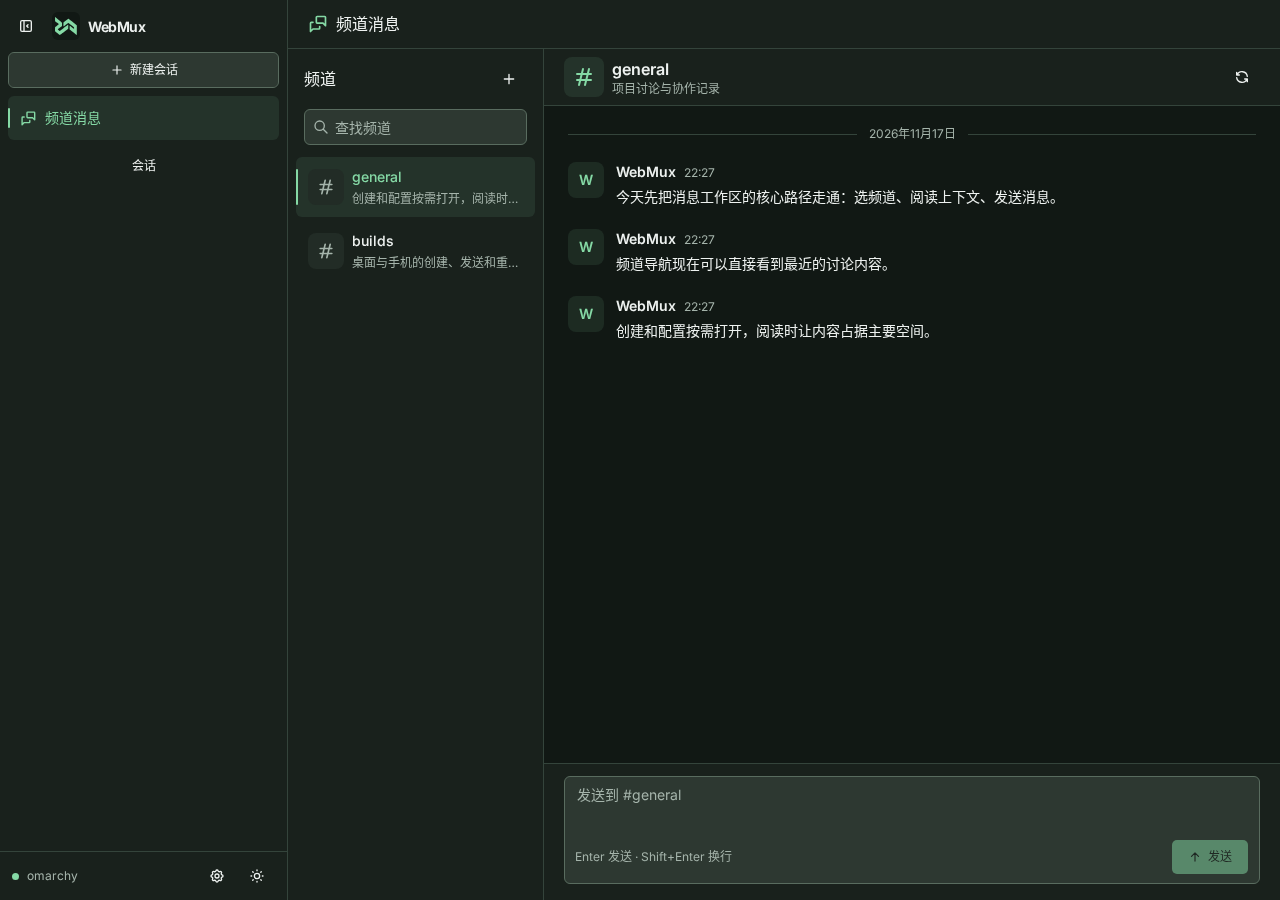 WebMux
新建会话
频道消息
会话
omarchy
频道消息
频道
查找频道
general
创建和配置按需打开，阅读时...
builds
桌面与手机的创建、发送和重...
general
项目讨论与协作记录
2026年11月17日
W
WebMux 22:27
今天先把消息工作区的核心路径走通：选频道、阅读上下文、发送消息。
W
WebMux 22:27
频道导航现在可以直接看到最近的讨论内容。
W
WebMux 22:27
创建和配置按需打开，阅读时让内容占据主要空间。
发送到 #general
Enter 发送 · Shift+Enter 换行
发送